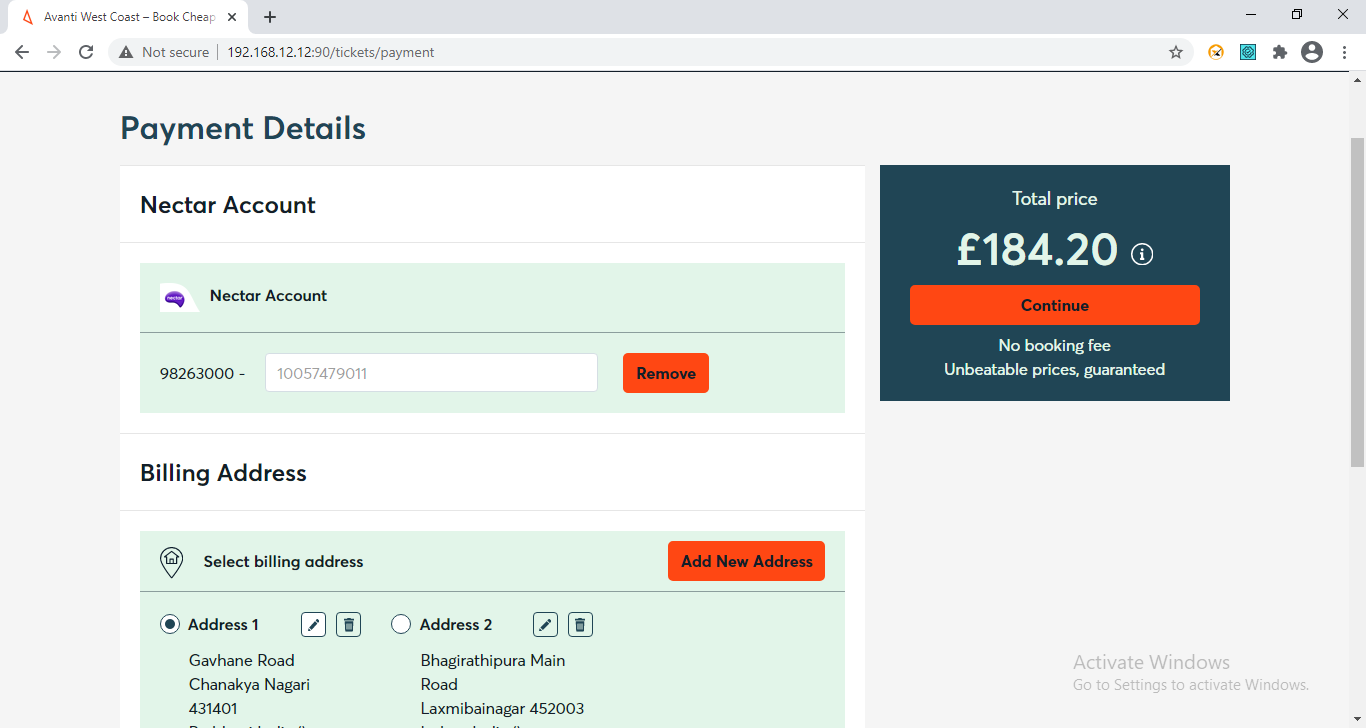 Avanti West Coast – Book Cheap
Not secure
192.168.12.12:90/tickets/payment
Payment Details
Nectar Account
nectar
Nectar Account
98263000 -
10057479011
Remove
Total price
£184.20
Continue
No booking fee
Unbeatable prices, guaranteed
Billing Address
Select billing address
Add New Address
Address 1
Gavhane Road
Chanakya Nagari
431401
Address 2
Bhagirathipura Main
Road
Laxmibainagar 452003
Activate Windows
Go to Settings to activate Windows.